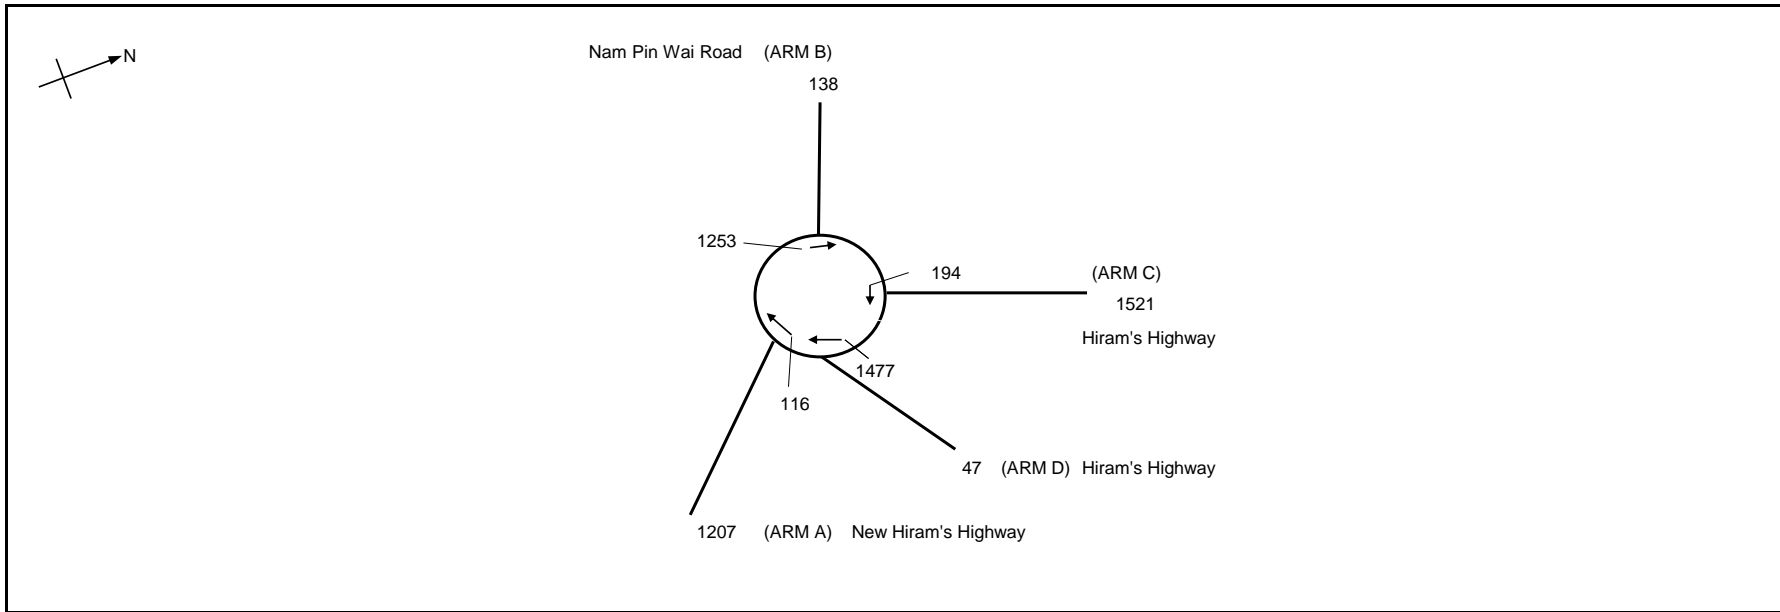 N
Nam Pin Wai Road (ARM B)
138
1253
194
(ARM C)
1521
Hiram's Highway
1477
116
47 (ARM D) Hiram's Highway
1207 (ARM A) New Hiram's Highway